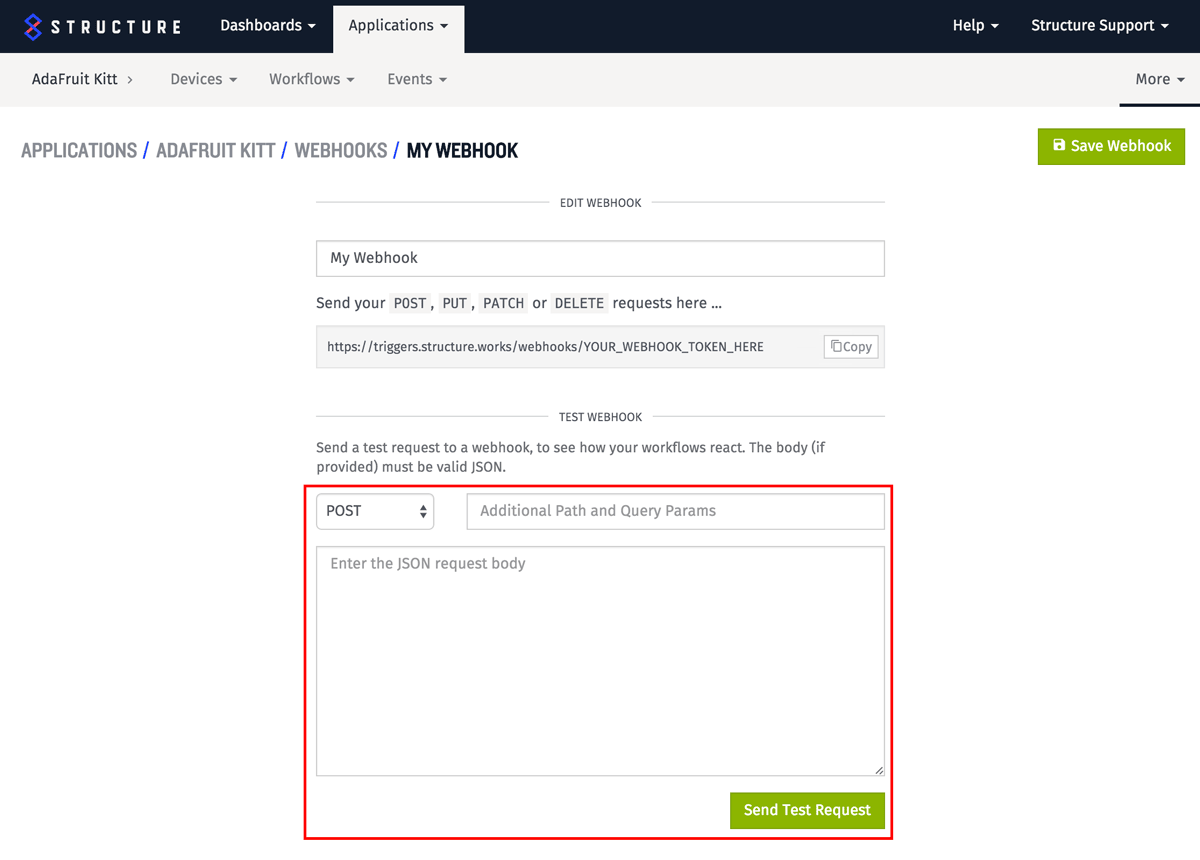 STRUCTURE Dashboards Applications Help Structure Support
AdaFruit Kitt Devices Workflows Events More
APPLICATIONS / ADAFRUIT KITT / WEBHOOKS / MY WEBHOOK Save Webhook
EDIT WEBHOOK
My Webhook
Send your POST, PUT, PATCH or DELETE requests here ...
https://triggers.structure.works/webhooks/YOUR_WEBHOOK_TOKEN_HERE Copy
TEST WEBHOOK
Send a test request to a webhook, to see how your workflows react. The body (if
provided) must be valid JSON.
POST Additional Path and Query Params
Enter the JSON request body
Send Test Request